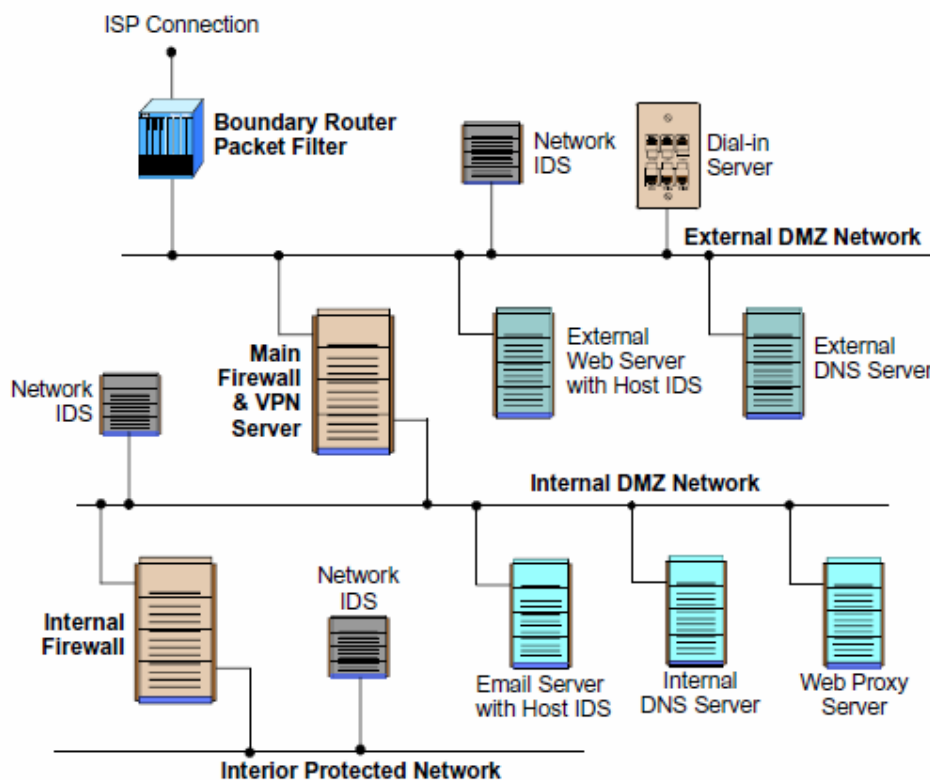 ISP Connection
Boundary Router
Packet Filter
Network
IDS
Dial-in
Server
External DMZ Network
Main
Firewall
& VPN
Server
External
Web Server
with Host IDS
External
DNS Server
Network
IDS
Internal DMZ Network
Internal
Firewall
Network
IDS
Email Server
with Host IDS
Internal
DNS Server
Web Proxy
Server
Interior Protected Network